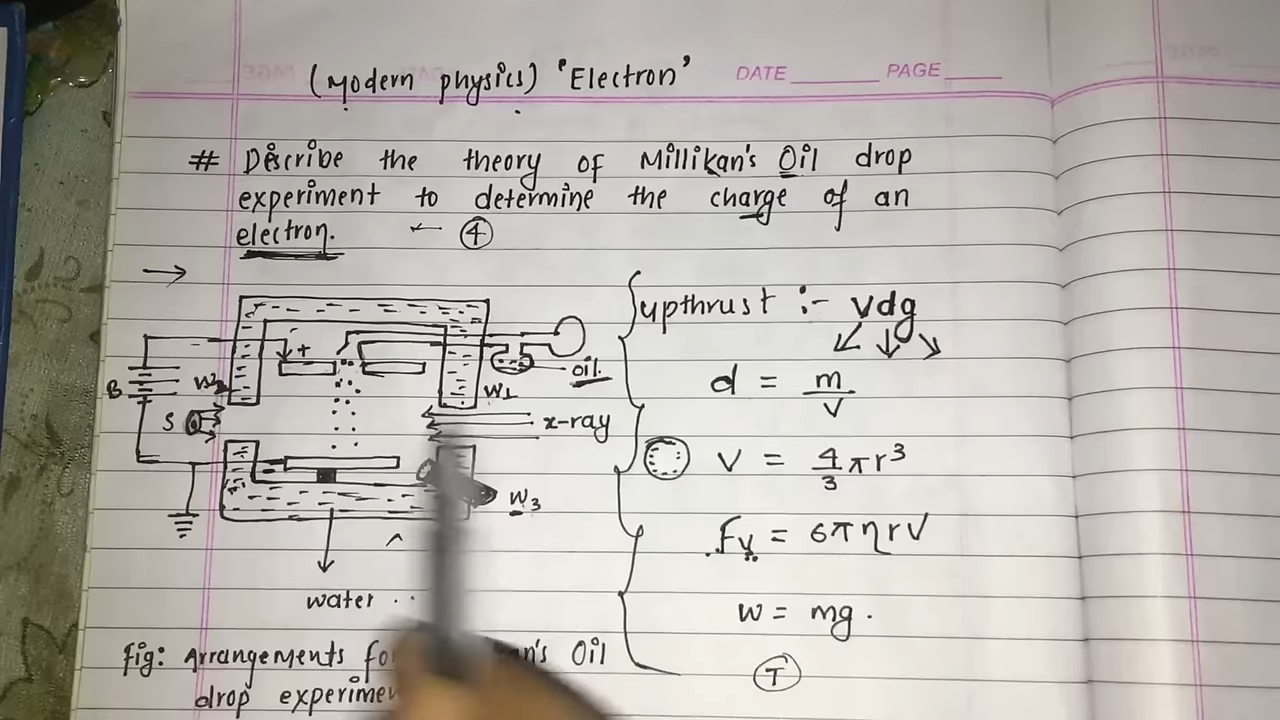 (Modern physics) 'Electron'
DATE PAGE
# Describe the theory of Millikan's Oil drop
experiment to determine the charge of an
electron. ← 4
→
upthrust :- vdg
+
oil
B
W₂
W₁
d = m/v
S
x-ray
V = 4/3 πr³
W₃
Fv = 6πηrV
water
w = mg.
fig: Arrangements Oil
drop
T